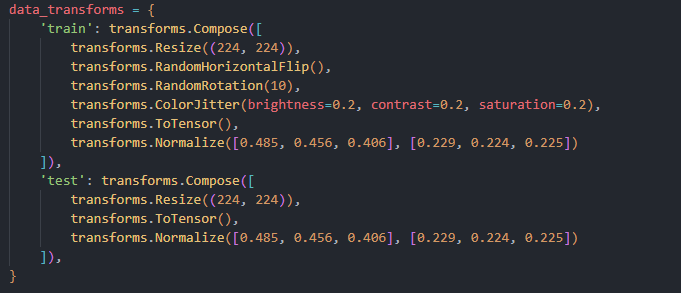 data_transforms = {
    'train': transforms.Compose([
        transforms.Resize((224, 224)),
        transforms.RandomHorizontalFlip(),
        transforms.RandomRotation(10),
        transforms.ColorJitter(brightness=0.2, contrast=0.2, saturation=0.2),
        transforms.ToTensor(),
        transforms.Normalize([0.485, 0.456, 0.406], [0.229, 0.224, 0.225])
    ]),
    'test': transforms.Compose([
        transforms.Resize((224, 224)),
        transforms.ToTensor(),
        transforms.Normalize([0.485, 0.456, 0.406], [0.229, 0.224, 0.225])
    ]),
}